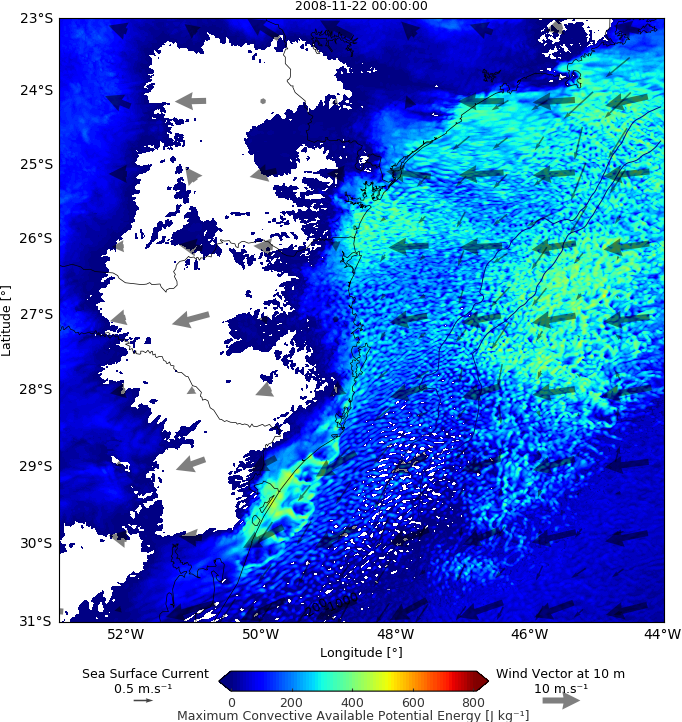 2008-11-22 00:00:00
23°S
24°S
25°S
26°S
27°S
28°S
29°S
30°S
31°S
Latitude [°]
52°W 50°W 48°W 46°W 44°W
Longitude [°]
Sea Surface Current
0.5 m.s⁻¹
Wind Vector at 10 m
10 m.s⁻¹
0 200 400 600 800
Maximum Convective Available Potential Energy [J kg⁻¹]